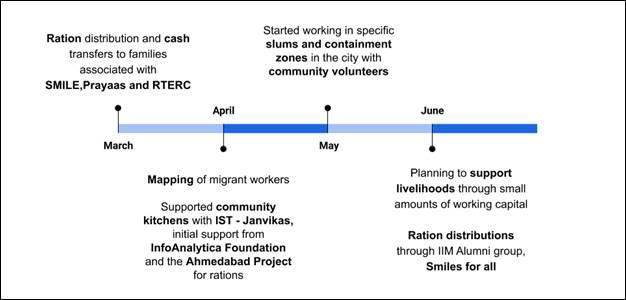 Ration distribution and cash
transfers to families
associated with
SMILE,Prayaas and RTERC
Started working in specific
slums and containment
zones in the city with
community volunteers
April
June
March
May
Mapping of migrant workers
Supported community
kitchens with IST - Janvikas,
initial support from
InfoAnalytica Foundation
and the Ahmedabad Project
for rations
Planning to support
livelihoods through small
amounts of working capital
Ration distributions
through IIM Alumni group,
Smiles for all